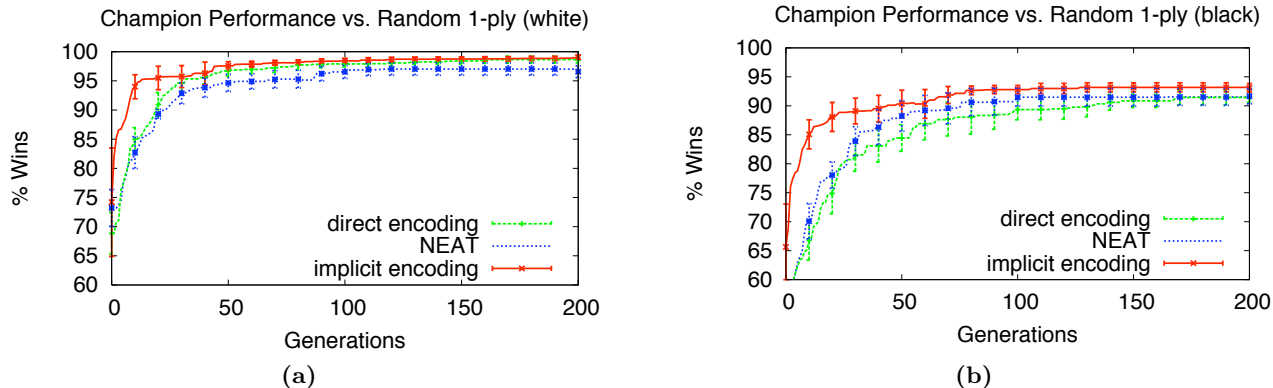 Champion Performance vs. Random 1-ply (white)
100
95
90
85
80
75
70
65
60
% Wins
direct encoding
NEAT
implicit encoding
0 50 100 150 200
Generations
(a)
Champion Performance vs. Random 1-ply (black)
100
95
90
85
80
75
70
65
60
% Wins
direct encoding
NEAT
implicit encoding
0 50 100 150 200
Generations
(b)